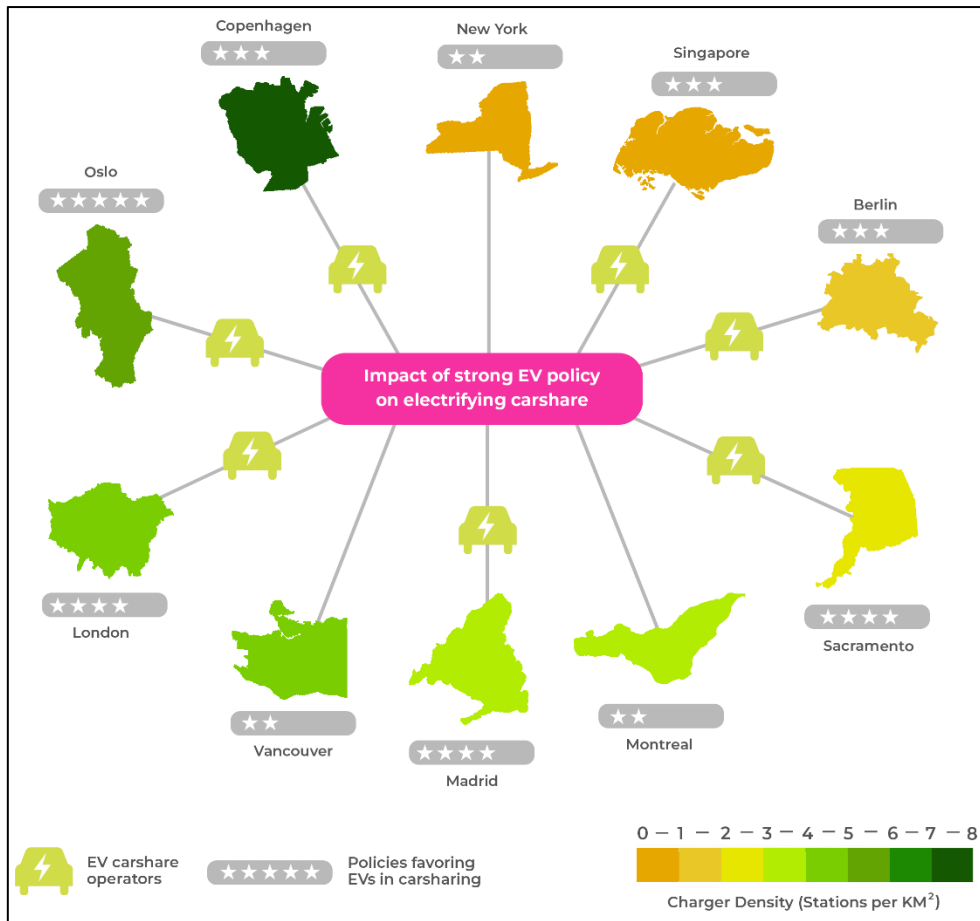 Copenhagen
New York
Singapore
Oslo
Berlin
Impact of strong EV policy
on electrifying carshare
London
Vancouver
Madrid
Montreal
Sacramento
EV carshare
operators
Policies favoring
EVs in carsharing
0 – 1 – 2 – 3 – 4 – 5 – 6 – 7 – 8
Charger Density (Stations per KM²)